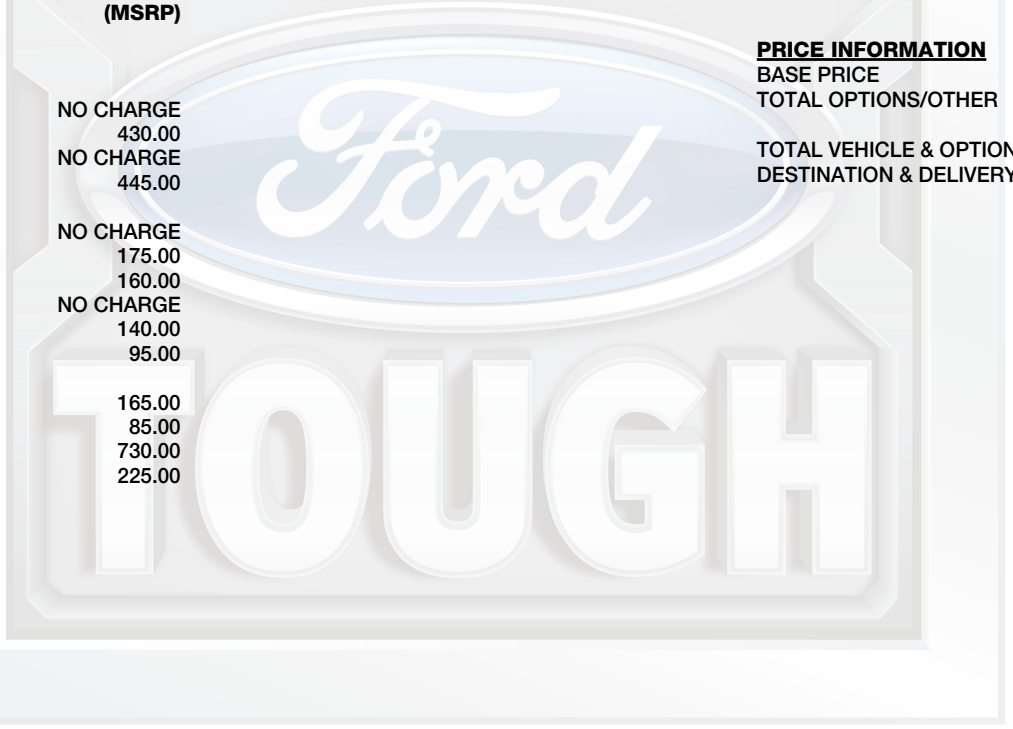 (MSRP)
NO CHARGE
430.00
NO CHARGE
445.00
NO CHARGE
175.00
160.00
NO CHARGE
140.00
95.00
165.00
85.00
730.00
225.00
PRICE INFORMATION
BASE PRICE
TOTAL OPTIONS/OTHER
TOTAL VEHICLE & OPTION
DESTINATION & DELIVERY
Ford
TOUGH